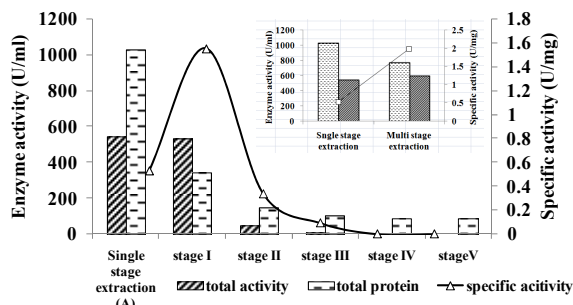 Enzyme activity (U/ml)
1200
1000
800
600
400
200
0
1.8
1.6
1.4
1.2
1
0.8
0.6
0.4
0.2
0
Specific activity (U/mg)
Enzyme activity (U/ml)
1200
1000
800
600
400
200
0
2.5
2
1.5
1
0.5
0
Specific activity (U/mg)
Sngle stage
extraction
Multi stage
extraction
Single
stage
extraction
(A)
stage I
stage II
stage III
stage IV
stageV
total activity
total protein
specific acitivity